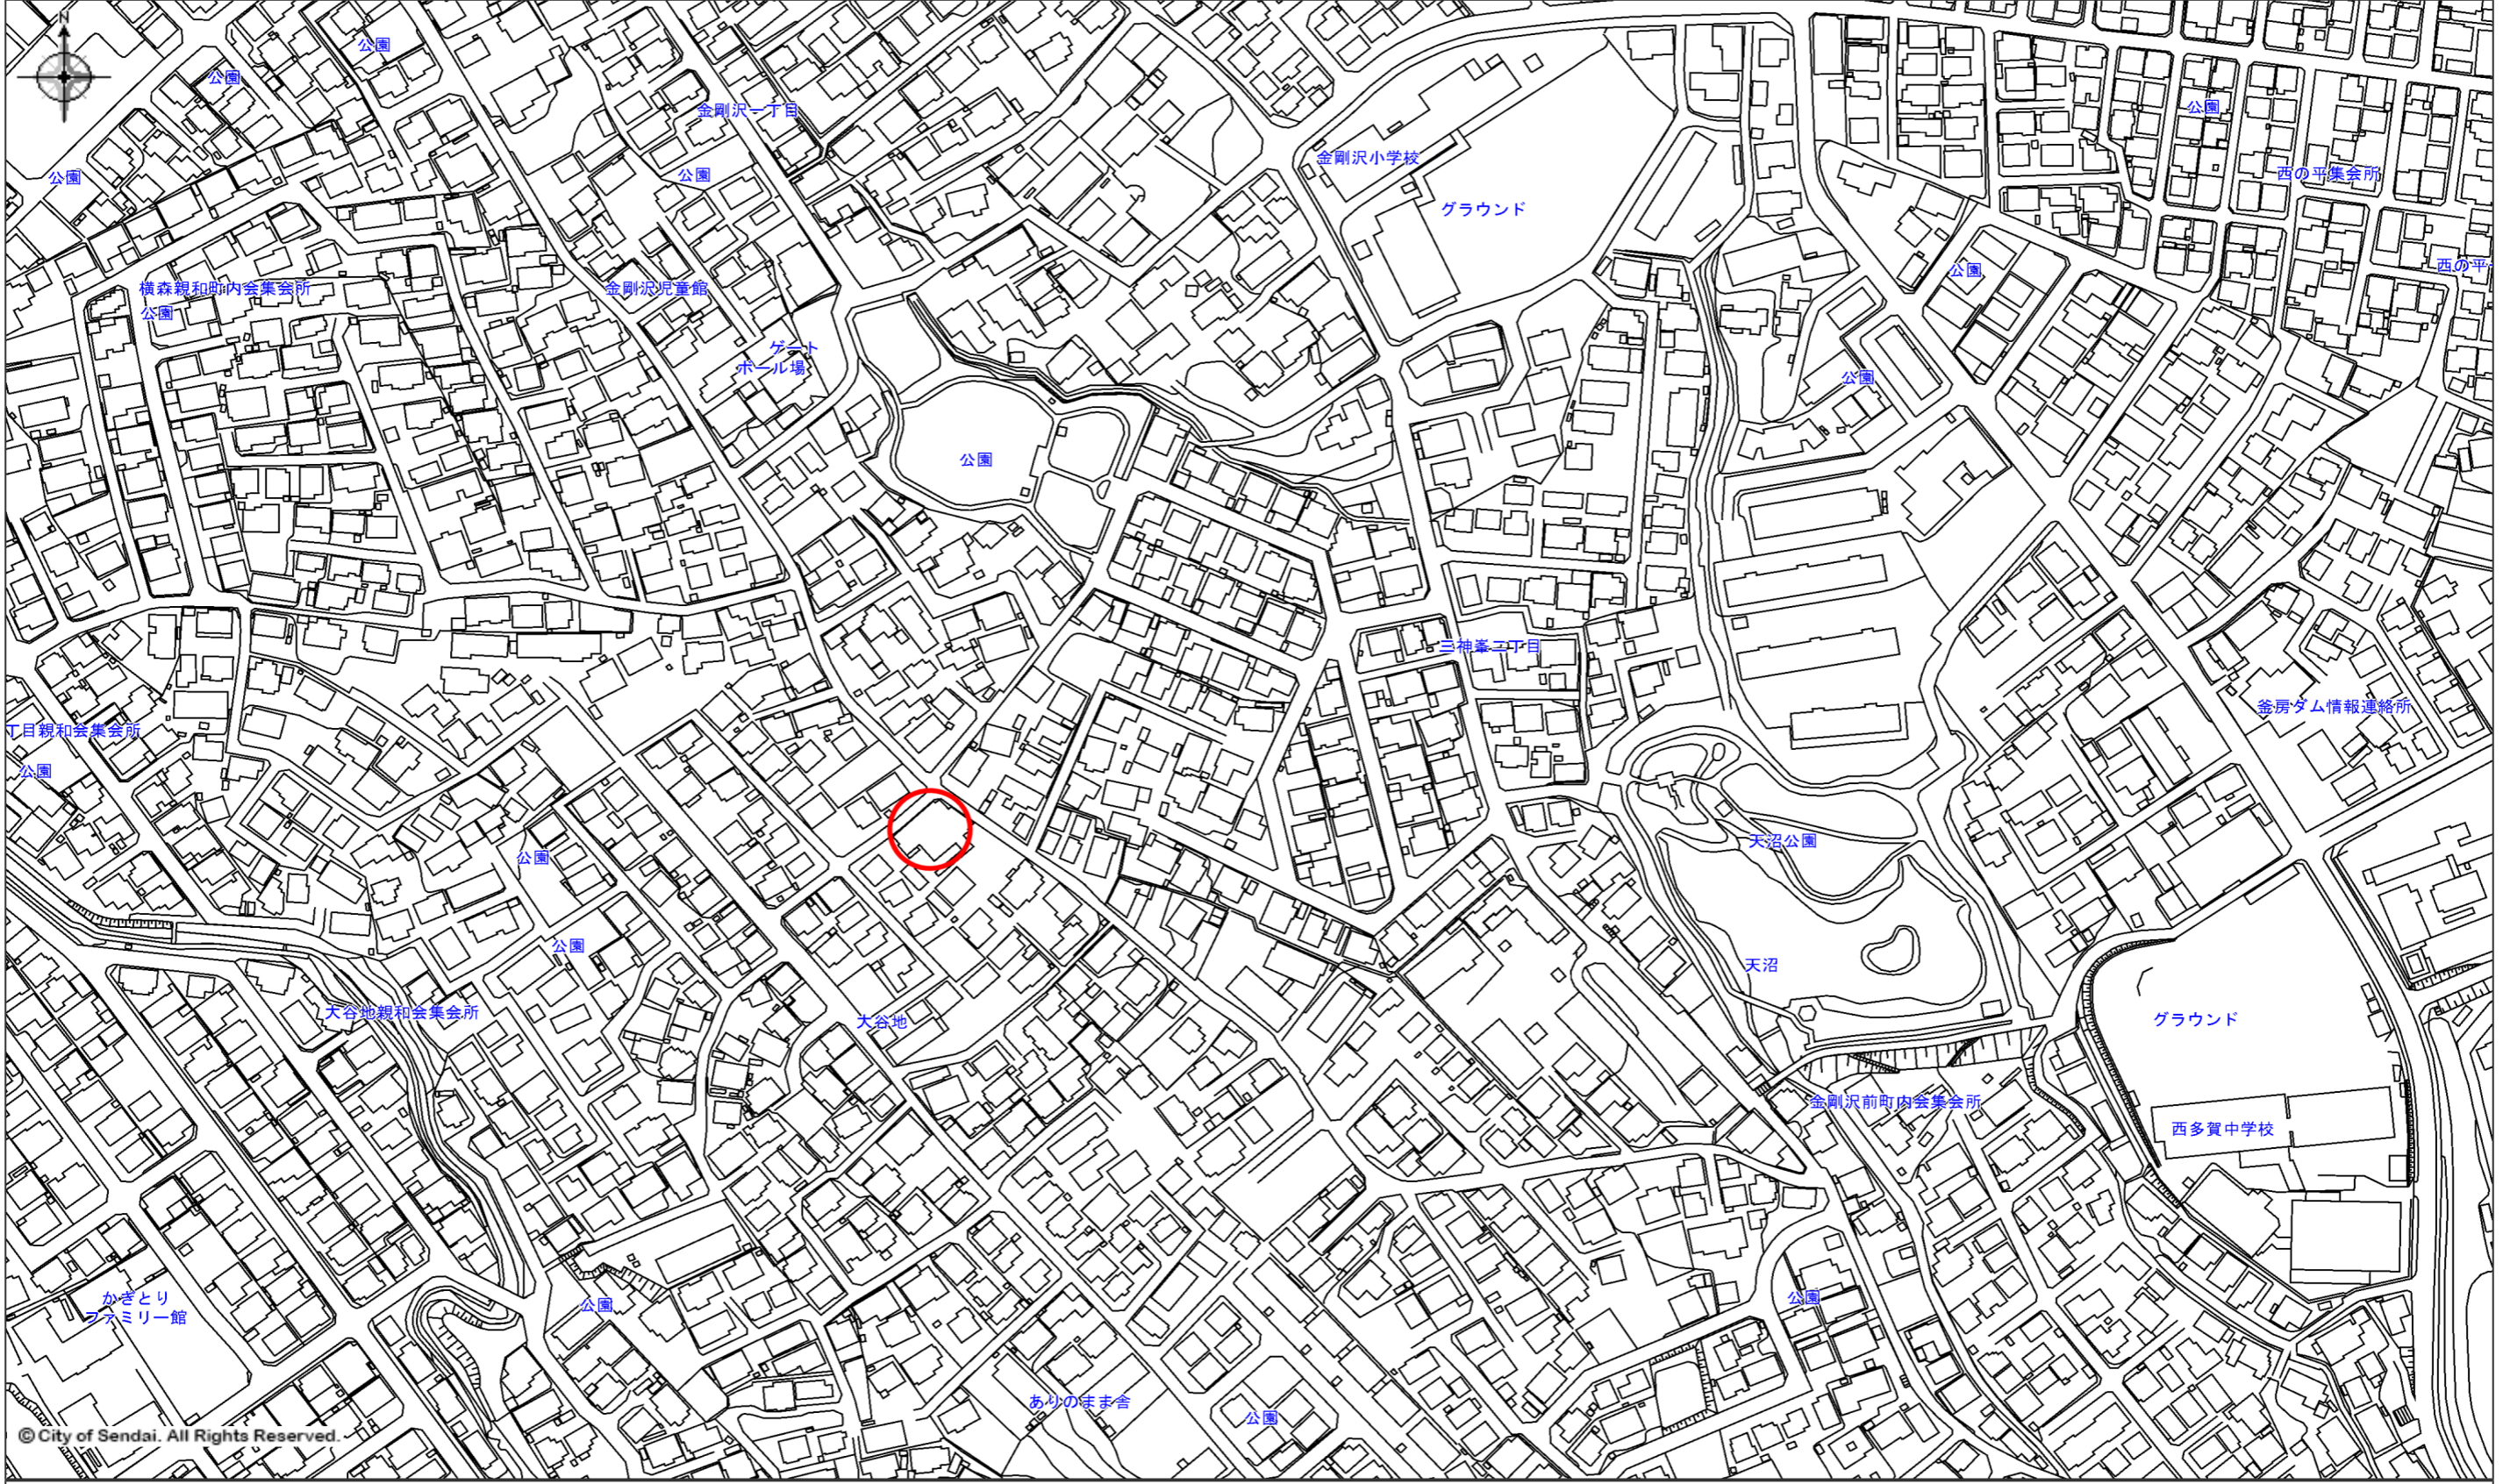 N
公園
公園
金剛沢一丁目
公園
金剛沢小学校
西の平集会所
公園
公園
グラウンド
西の平
公園
横森親和町内会集会所
公園
金剛沢児童館
ゲート
ボール場
公園
公園
三神峯二丁目
釜房ダム情報連絡所
丁目親和会集会所
公園
天沼公園
公園
公園
天沼
大谷地親和会集会所
大谷地
グラウンド
金剛沢前町内会集会所
西多賀中学校
かぎとり
ファミリー館
公園
公園
ありのまま舎
公園
© City of Sendai. All Rights Reserved.